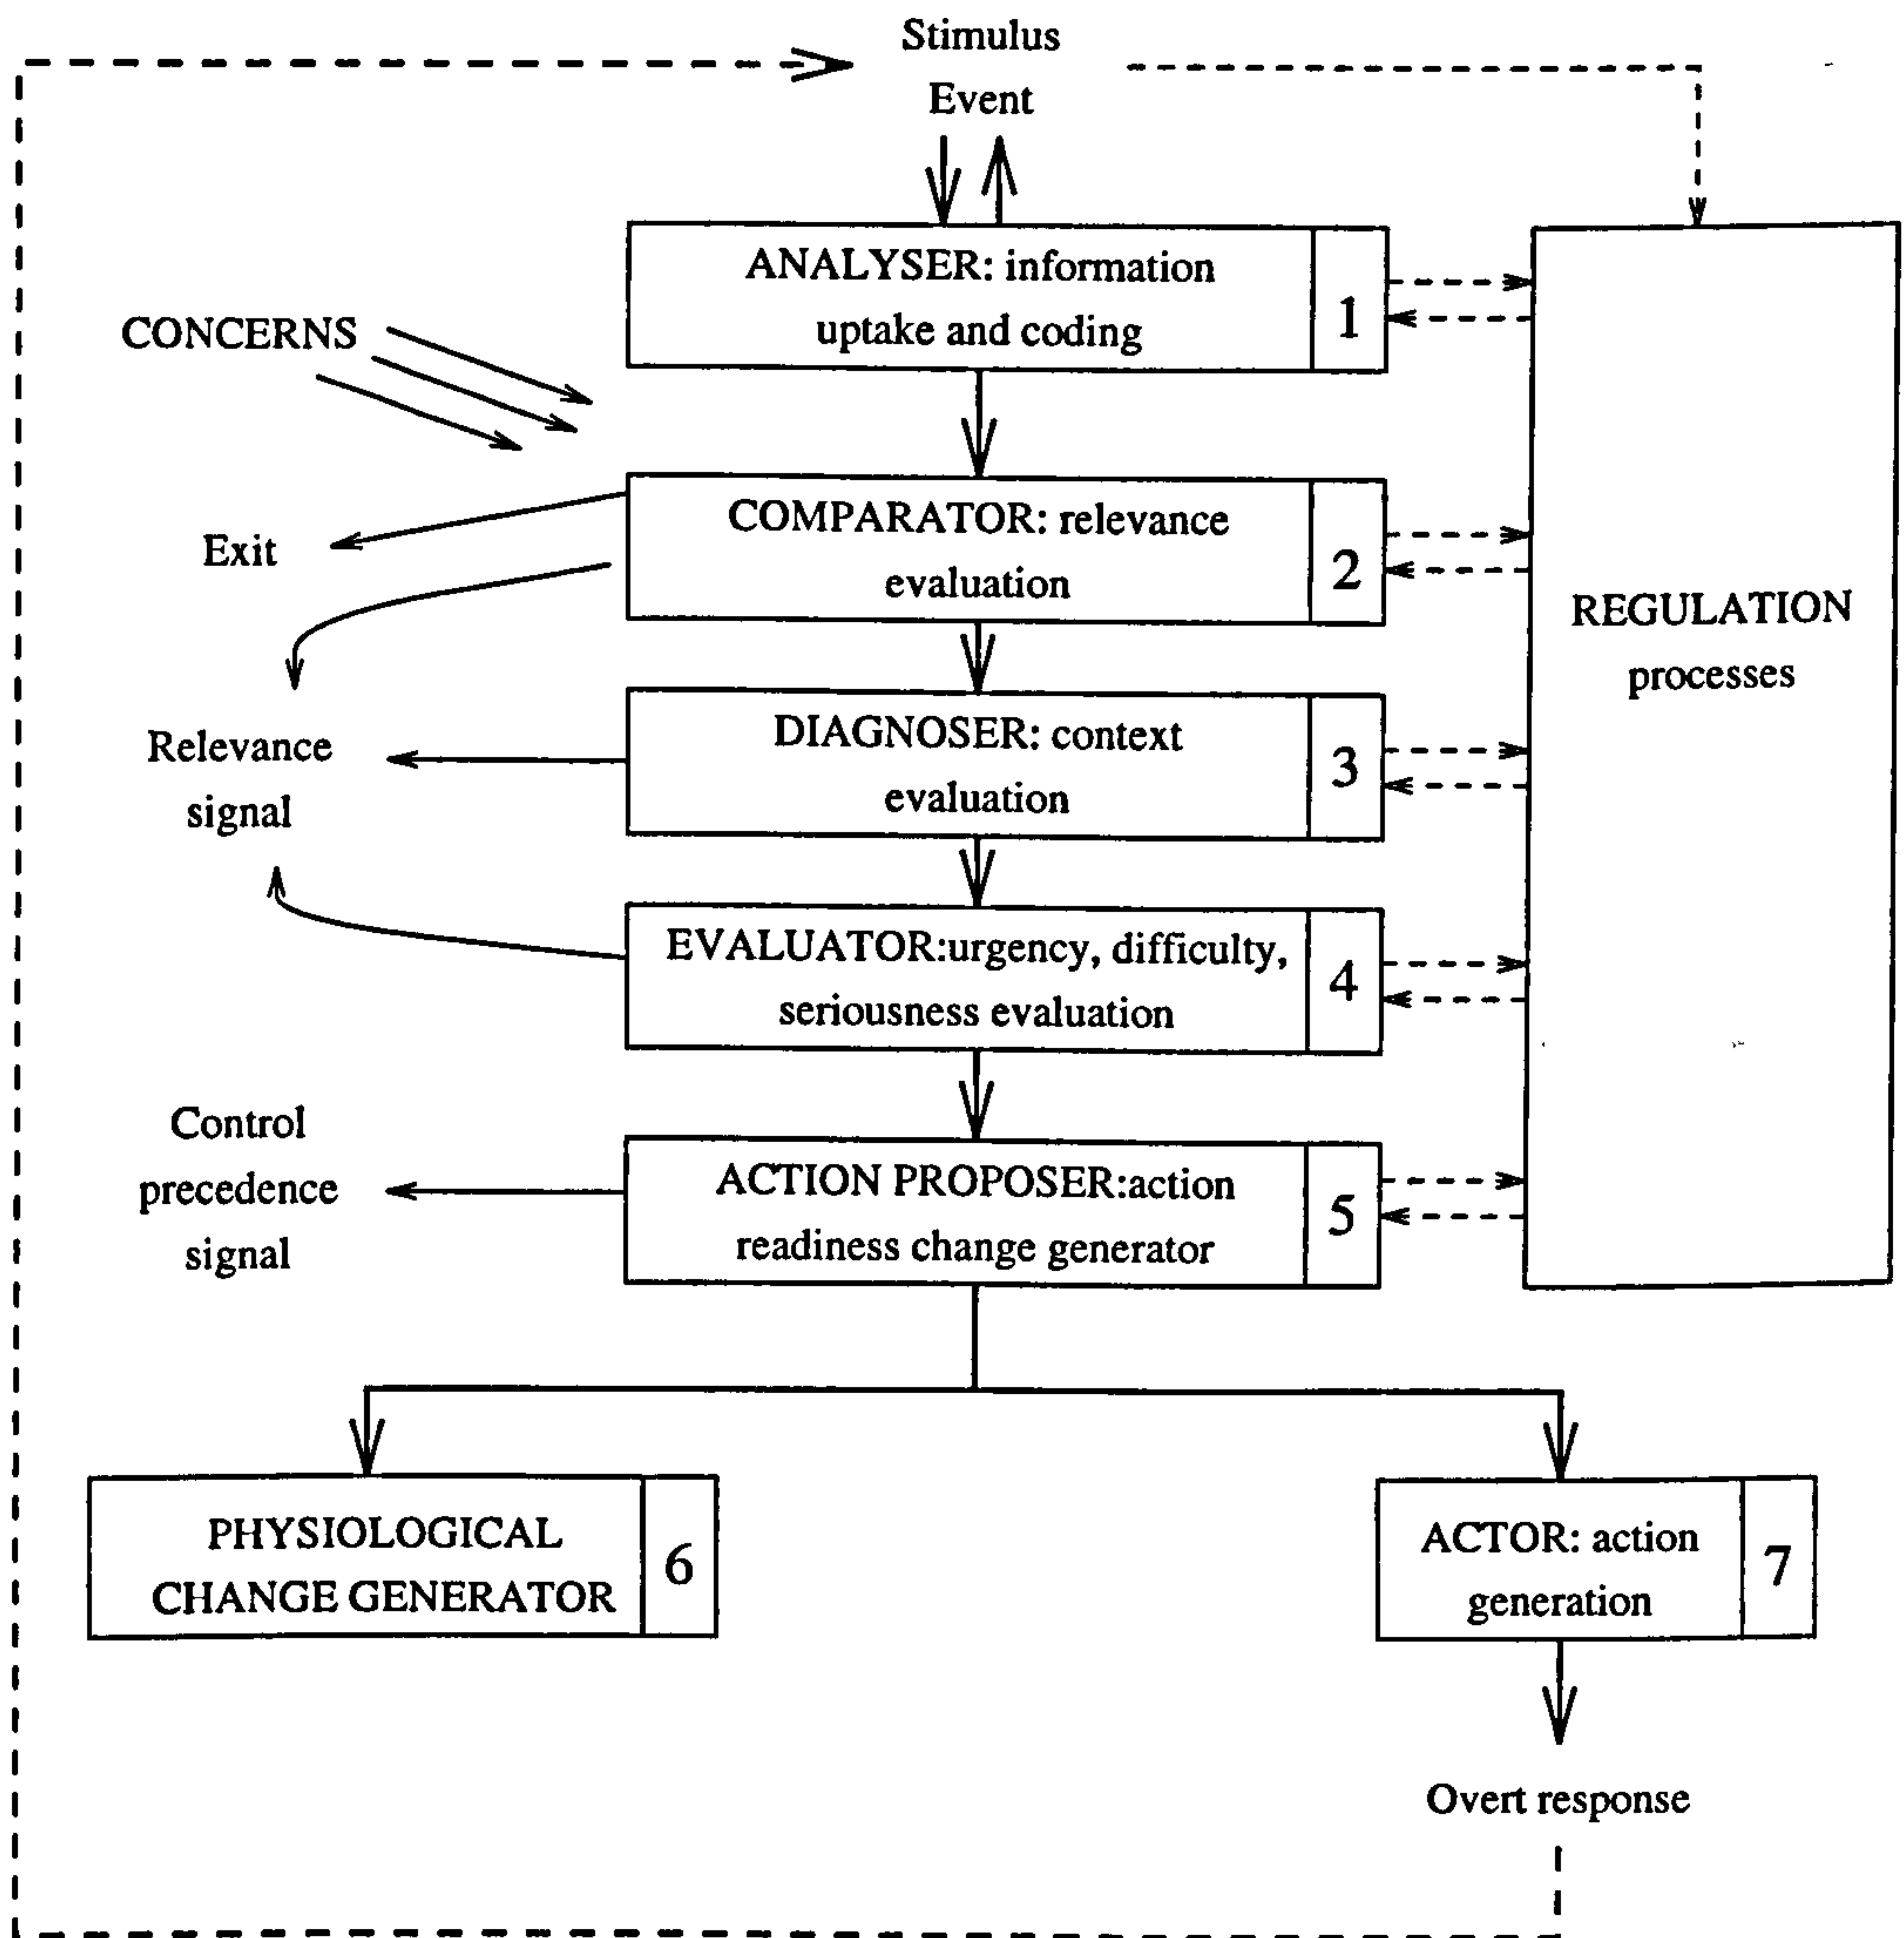 Stimulus
Event
ANALYSER: information
uptake and coding
1
CONCERNS
COMPARATOR: relevance
evaluation
2
Exit
REGULATION
processes
DIAGNOSER: context
evaluation
3
Relevance
signal
EVALUATOR:urgency, difficulty,
seriousness evaluation
4
Control
precedence
signal
ACTION PROPOSER:action
readiness change generator
5
PHYSIOLOGICAL
CHANGE GENERATOR
6
ACTOR: action
generation
7
Overt response